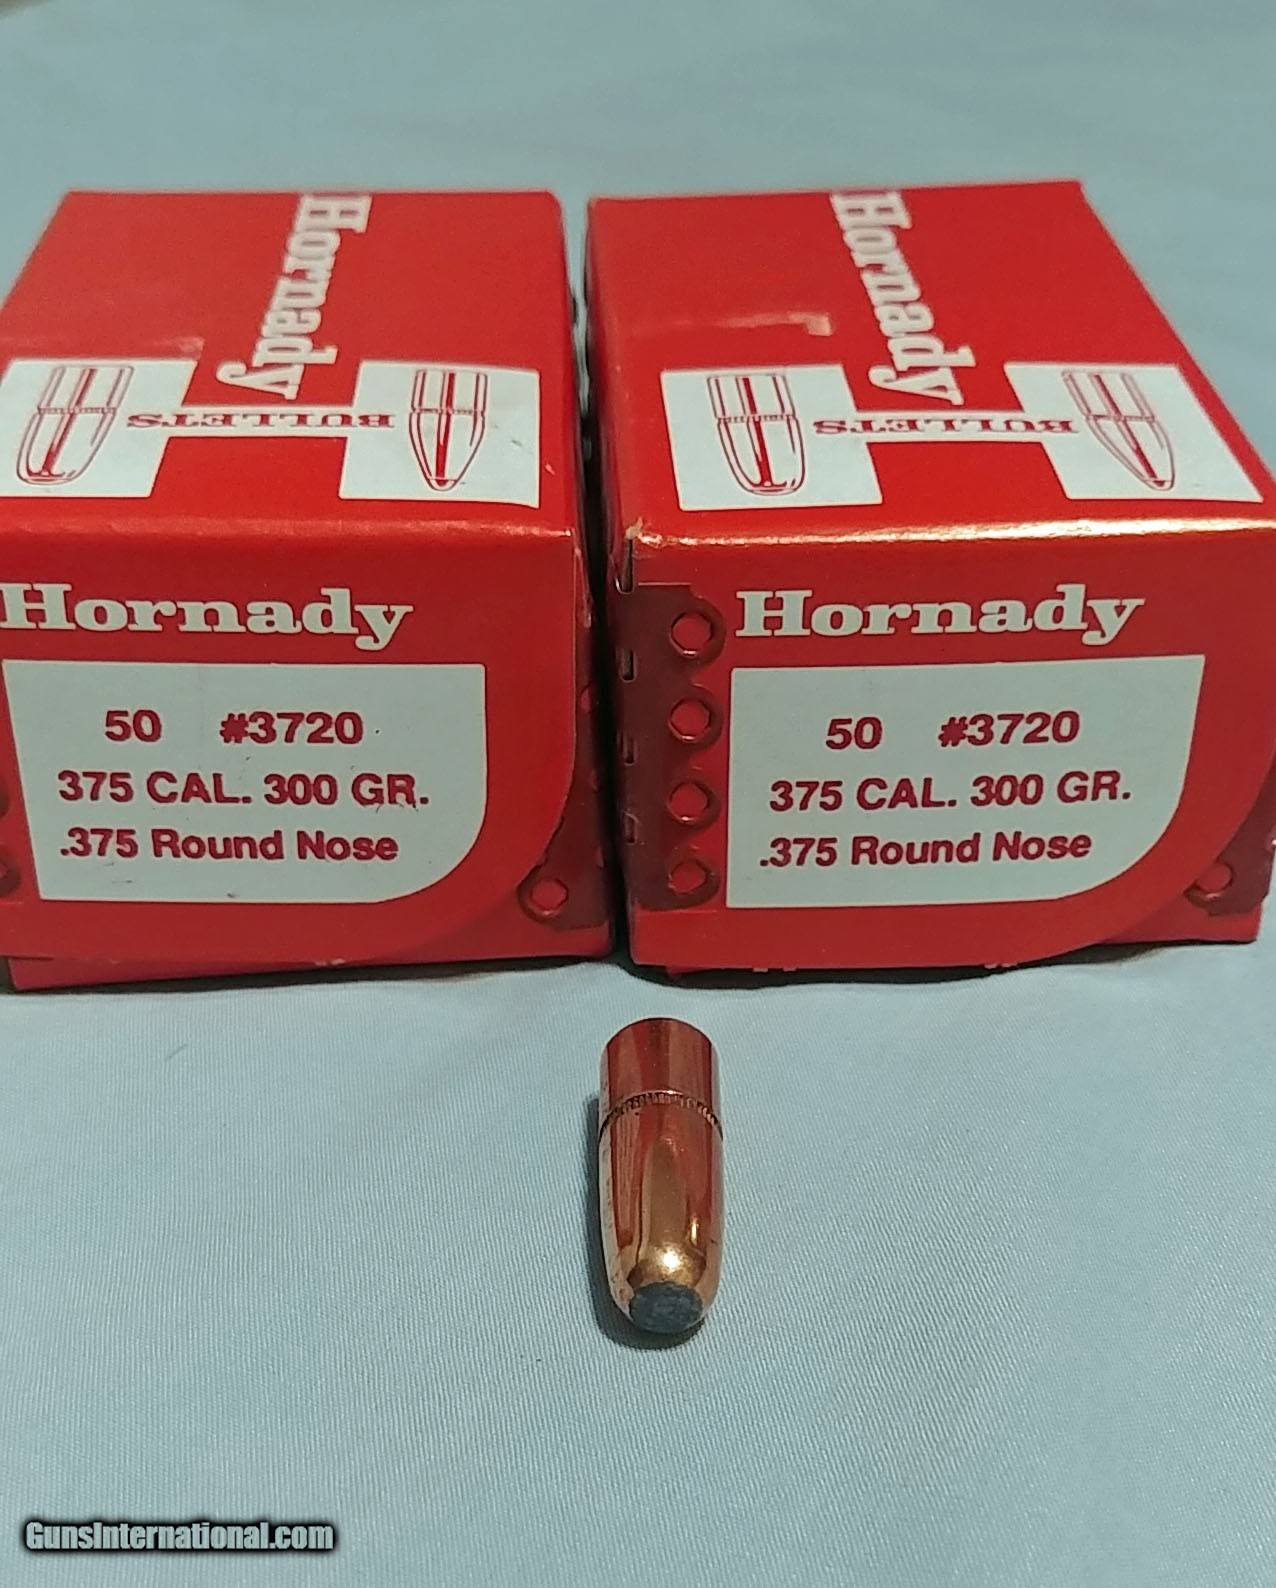 Hornady
BULLETS
Hornady
50 #3720
375 CAL. 300 GR.
.375 Round Nose
Hornady
BULLETS
Hornady
50 #3720
375 CAL. 300 GR.
.375 Round Nose
GunsInternational.com